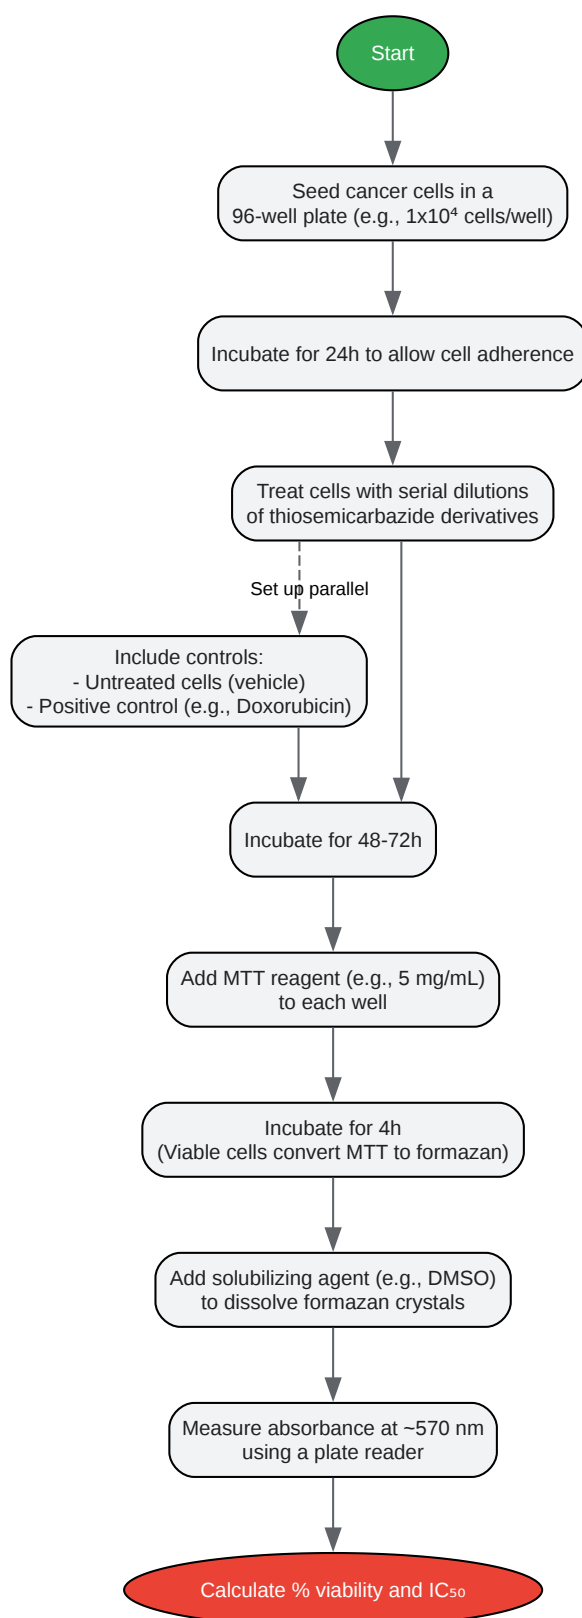 Start
Seed cancer cells in a
96-well plate (e.g., 1x10⁴ cells/well)
Incubate for 24h to allow cell adherence
Treat cells with serial dilutions
of thiosemicarbazide derivatives
Set up parallel
Include controls:
- Untreated cells (vehicle)
- Positive control (e.g., Doxorubicin)
Incubate for 48-72h
Add MTT reagent (e.g., 5 mg/mL)
to each well
Incubate for 4h
(Viable cells convert MTT to formazan)
Add solubilizing agent (e.g., DMSO)
to dissolve formazan crystals
Measure absorbance at ~570 nm
using a plate reader
Calculate % viability and IC₅₀